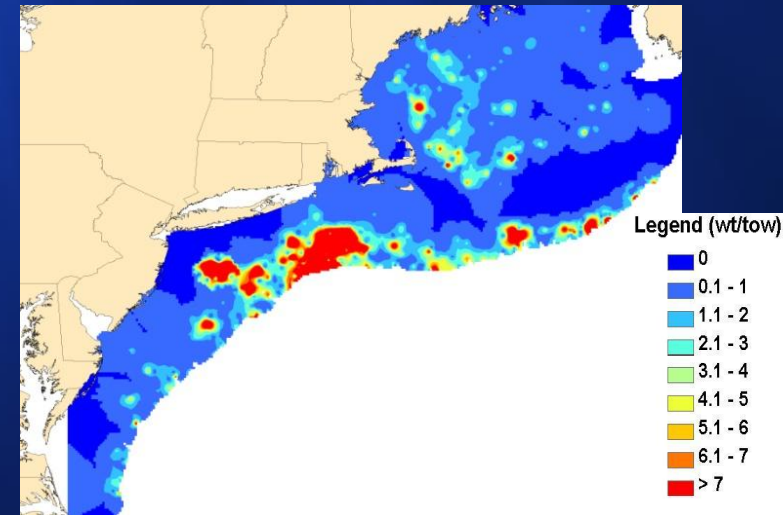 Legend (wt/tow)
0
0.1 - 1
1.1 - 2
2.1 - 3
3.1 - 4
4.1 - 5
5.1 - 6
6.1 - 7
> 7